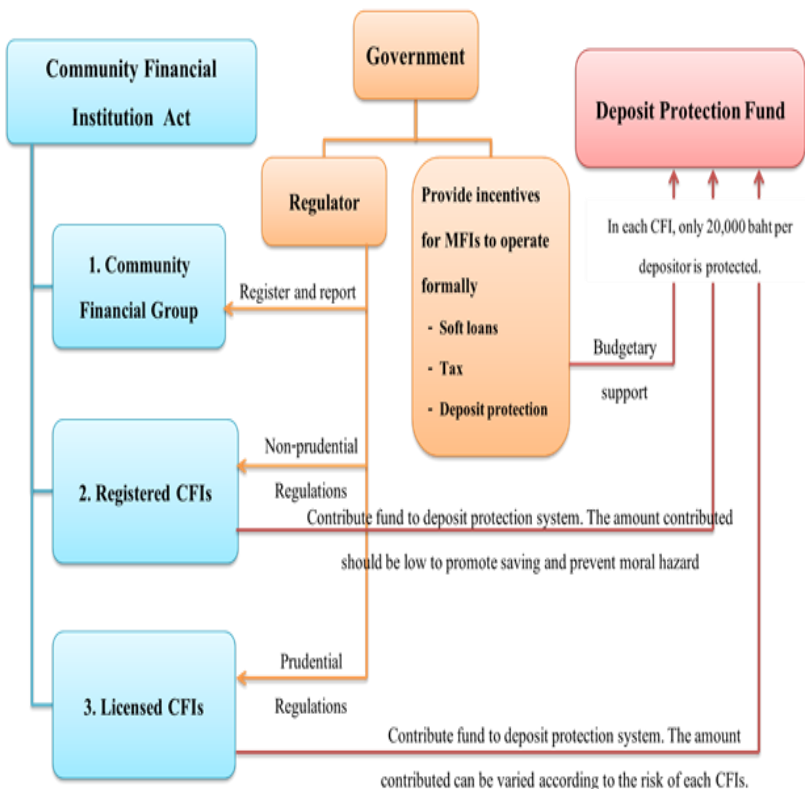 Community Financial
Institution Act
Government
Deposit Protection Fund
Regulator
Provide incentives
for MFIs to operate
formally
- Soft loans
- Tax
- Deposit protection
In each CFI, only 20,000 baht per
depositor is protected.
1. Community
Financial Group
Register and report
Budgetary
support
2. Registered CFIs
Non-prudential
Regulations
Contribute fund to deposit protection system. The amount contributed
should be low to promote saving and prevent moral hazard
3. Licensed CFIs
Prudential
Regulations
Contribute fund to deposit protection system. The amount
contributed can be varied according to the risk of each CFIs.